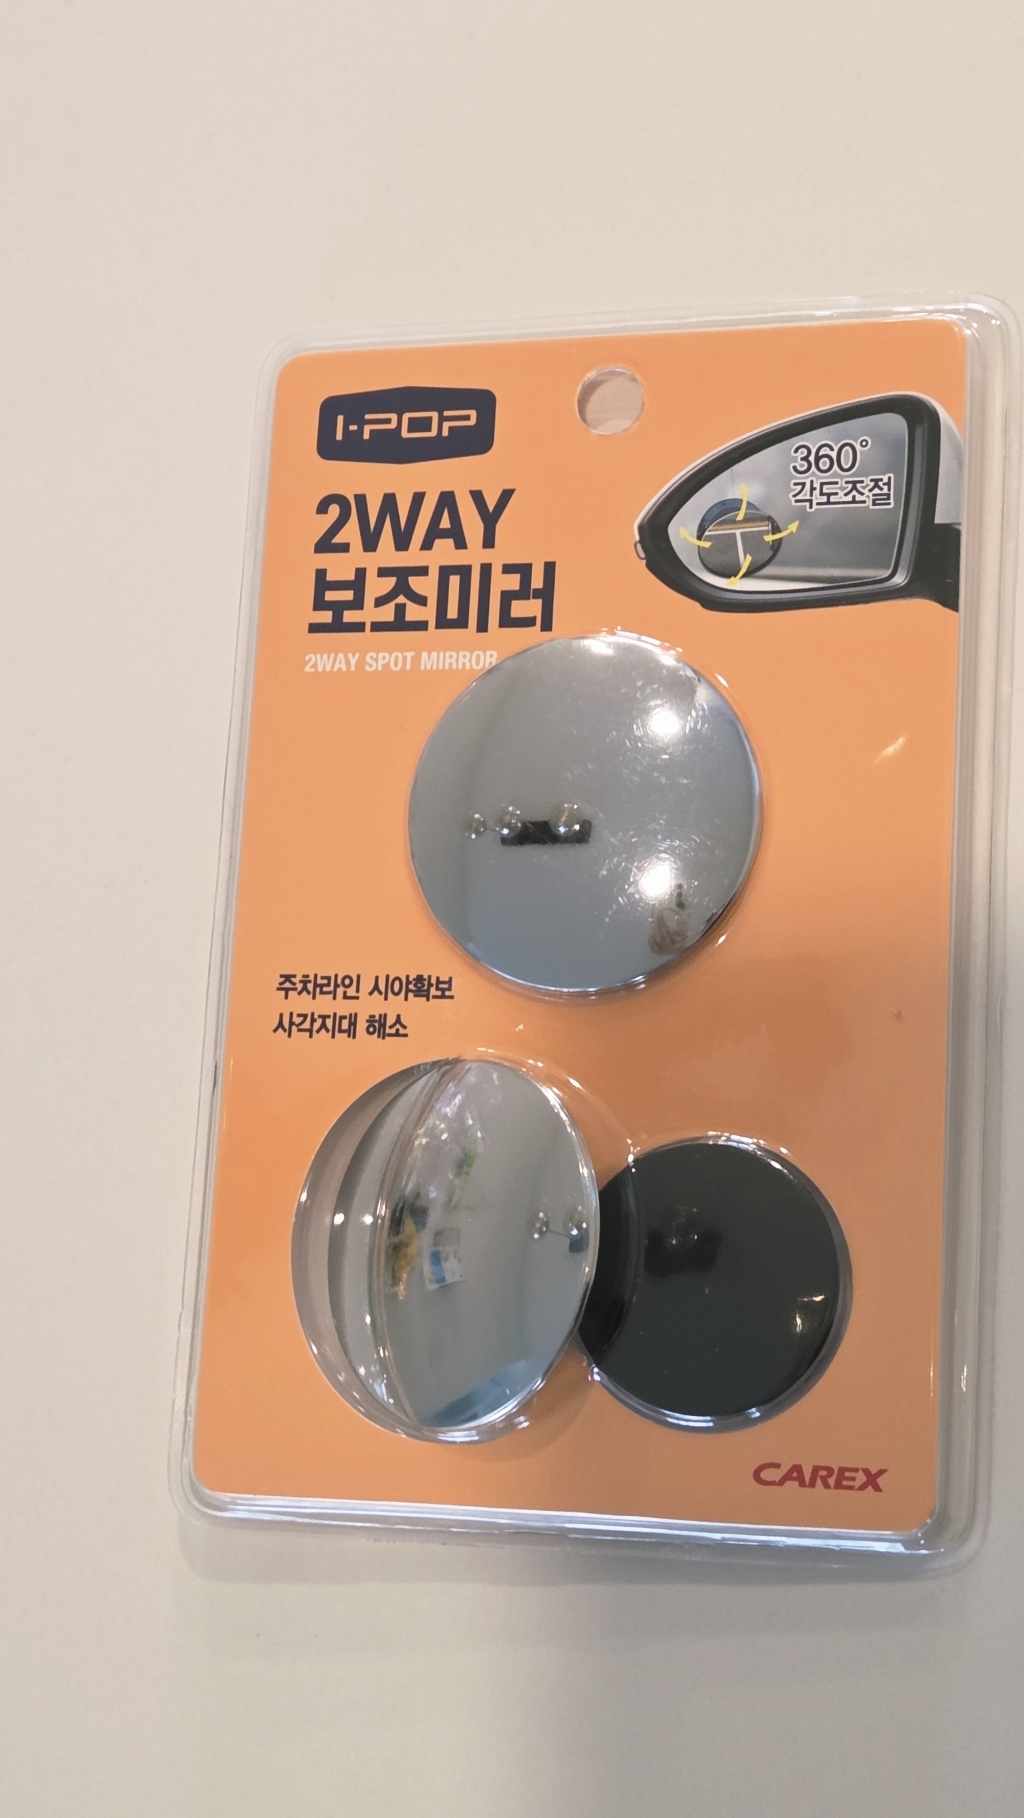 I-POP
360°
각도조절
2WAY
보조미러
2WAY SPOT MIRROR
주차라인 시야확보
사각지대 해소
CAREX